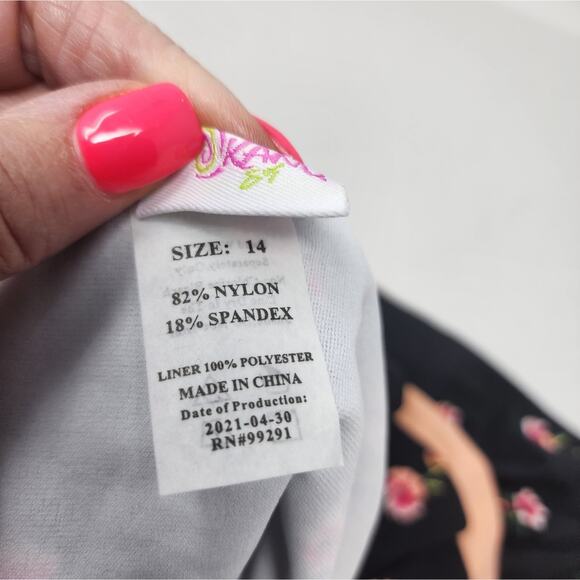 SIZE: 14
82% NYLON
18% SPANDEX
LINER 100% POLYESTER
MADE IN CHINA
Date of Production:
2021-04-30
RN#99291